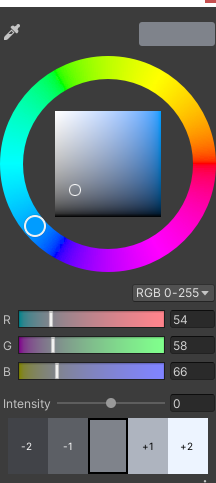 RGB 0-255
R 54
G 58
B 66
Intensity 0
-2 -1 +1 +2